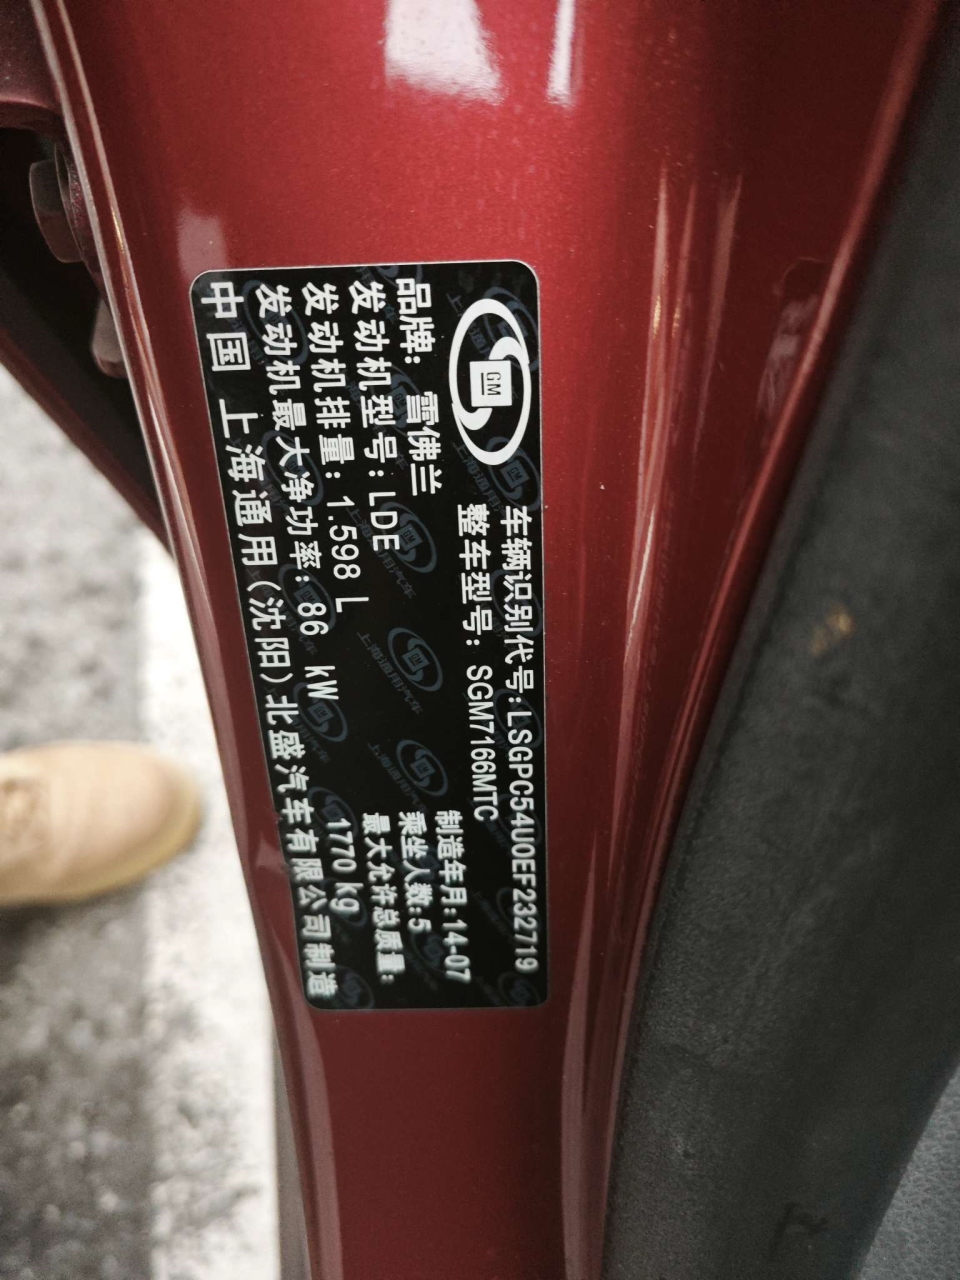 GM
车辆识别代号:LSGPC54U0EF232719
整车型号: SGM7166MTC
品牌: 雪佛兰
制造年月:14-07
发动机型号:LDE
乘坐人数:5
发动机排量: 1.598 L
最大允许总质量:
1770 kg
发动机最大净功率: 86 kW
中国 上海通用(沈阳)北盛汽车有限公司制造